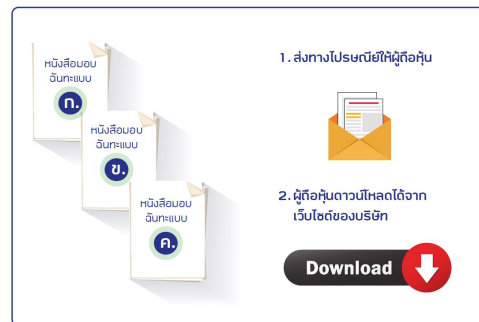 หนังสือมอบ
ฉันทะแบบ
ก.
หนังสือมอบ
ฉันทะแบบ
ข.
หนังสือมอบ
ฉันทะแบบ
ค.
1. ส่งทางไปรษณีย์ให้ผู้ถือหุ้น
2. ผู้ถือหุ้นดาวน์โหลดได้จาก
เว็บไซต์ของบริษัท
Download